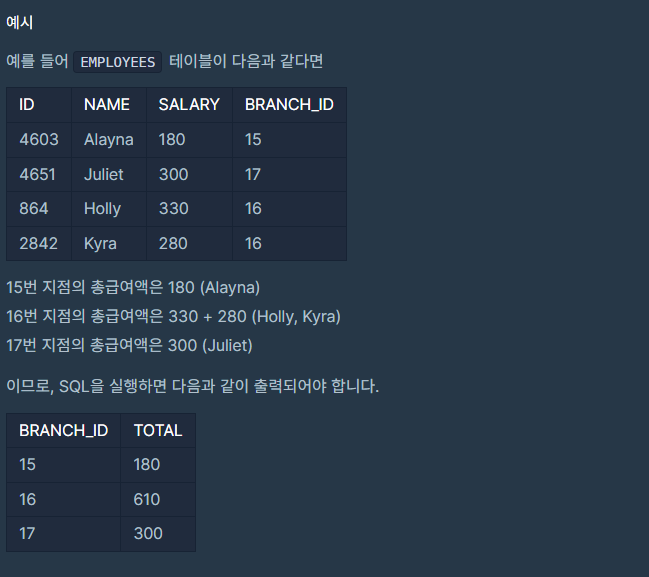 예시
예를 들어 EMPLOYEES 테이블이 다음과 같다면
ID NAME SALARY BRANCH_ID
4603 Alayna 180 15
4651 Juliet 300 17
864 Holly 330 16
2842 Kyra 280 16
15번 지점의 총급여액은 180 (Alayna)
16번 지점의 총급여액은 330 + 280 (Holly, Kyra)
17번 지점의 총급여액은 300 (Juliet)
이므로, SQL을 실행하면 다음과 같이 출력되어야 합니다.
BRANCH_ID TOTAL
15 180
16 610
17 300